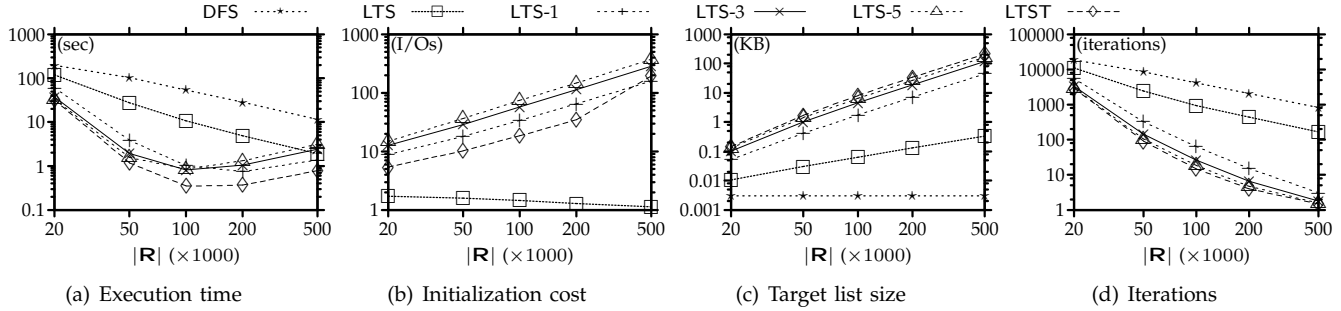 DFS LTS LTS-1 LTS-3 LTS-5 LTST
1000 (sec)
100
10
1
0.1
20 50 100 200 500
|R| (×1000)
(a) Execution time
1000 (I/Os)
100
10
1
20 50 100 200 500
|R| (×1000)
(b) Initialization cost
1000 (KB)
100
10
1
0.1
0.01
0.001
20 50 100 200 500
|R| (×1000)
(c) Target list size
100000 (iterations)
10000
1000
100
10
1
20 50 100 200 500
|R| (×1000)
(d) Iterations